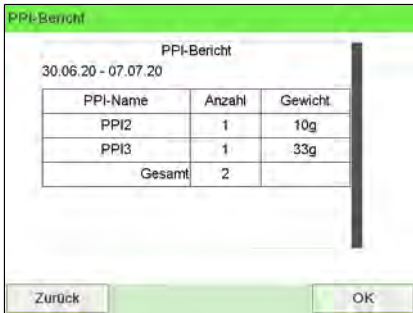 PPI-Bericht
PPI-Bericht
30.06.20 - 07.07.20
PPI-Name Anzahl Gewicht
PPI2 1 10g
PPI3 1 33g
Gesamt 2
Zurück OK